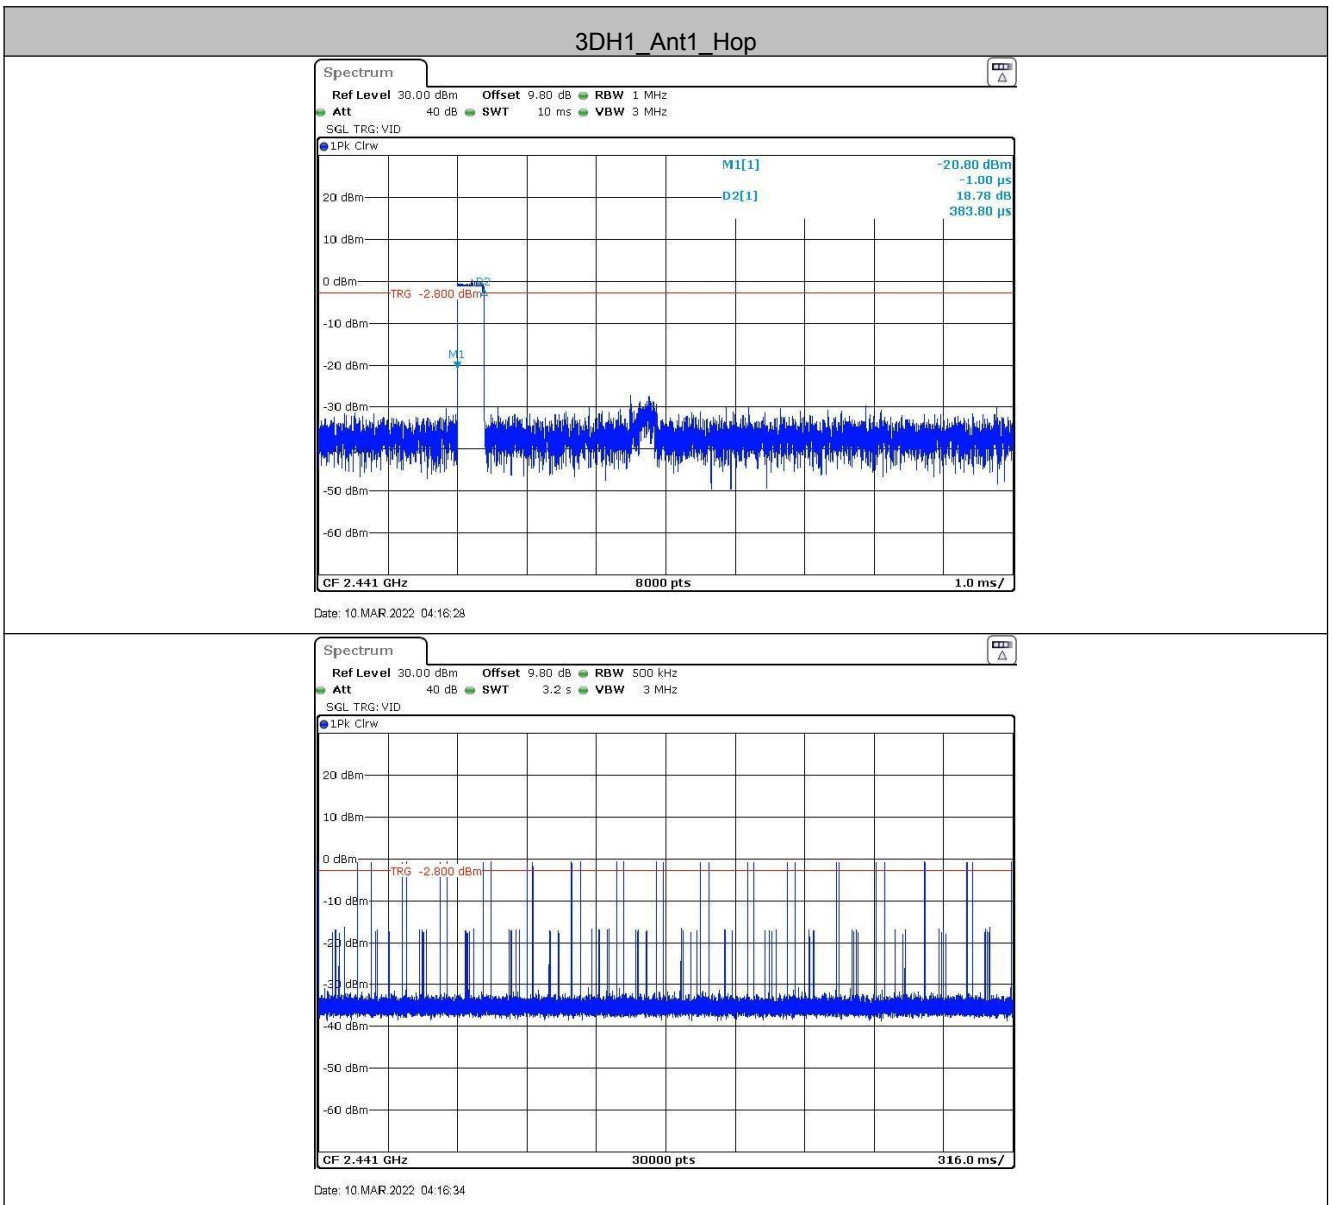 3DH1_Ant1_Hop
Spectrum
Ref Level 30.00 dBm Offset 9.80 dB RBW 1 MHz
Att 40 dB SWT 10 ms VBW 3 MHz
SGL TRG: VID
1Pk Clrw
M1[1] -20.80 dBm
-1.00 µs
20 dBm D2[1] 18.78 dB
383.80 µs
10 dBm
0 dBm D2
TRG -2.800 dBm
-10 dBm
M1
-20 dBm
-30 dBm
-50 dBm
-60 dBm
CF 2.441 GHz 8000 pts 1.0 ms/
Date: 10.MAR.2022 04:16:28
Spectrum
Ref Level 30.00 dBm Offset 9.80 dB RBW 500 kHz
Att 40 dB SWT 3.2 s VBW 3 MHz
SGL TRG: VID
1Pk Clrw
20 dBm
10 dBm
0 dBm
TRG -2.800 dBm
-10 dBm
-20 dBm
-30 dBm
-40 dBm
-50 dBm
-60 dBm
CF 2.441 GHz 30000 pts 316.0 ms/
Date: 10.MAR.2022 04:16:34